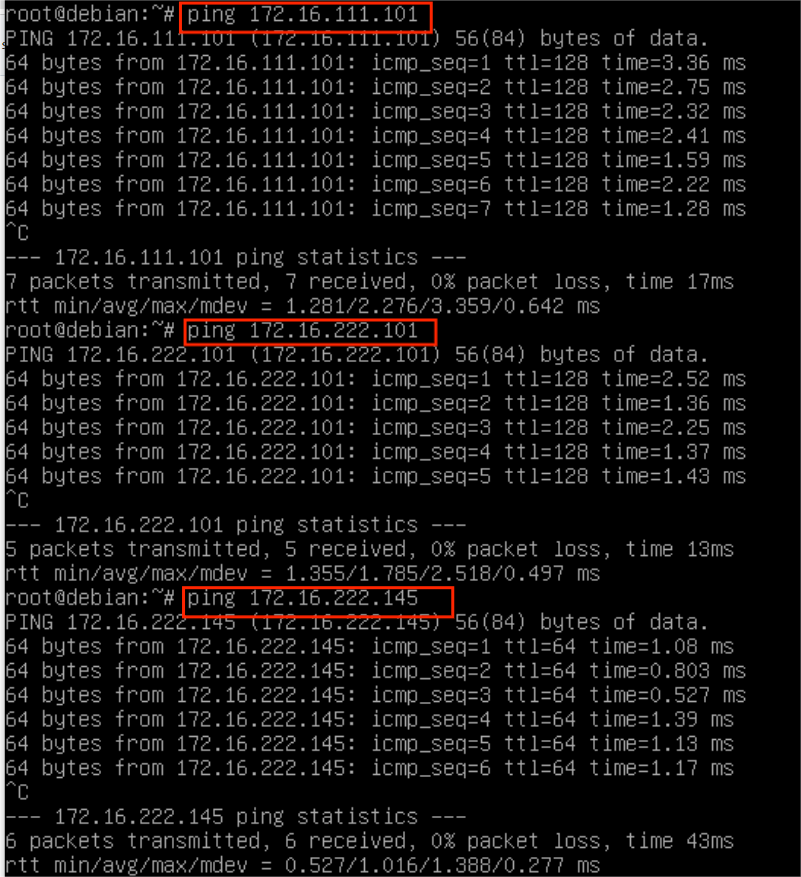 root@debian:~# ping 172.16.111.101
PING 172.16.111.101 (172.16.111.101) 56(84) bytes of data.
64 bytes from 172.16.111.101: icmp_seq=1 ttl=128 time=3.36 ms
64 bytes from 172.16.111.101: icmp_seq=2 ttl=128 time=2.75 ms
64 bytes from 172.16.111.101: icmp_seq=3 ttl=128 time=2.32 ms
64 bytes from 172.16.111.101: icmp_seq=4 ttl=128 time=2.41 ms
64 bytes from 172.16.111.101: icmp_seq=5 ttl=128 time=1.59 ms
64 bytes from 172.16.111.101: icmp_seq=6 ttl=128 time=2.22 ms
64 bytes from 172.16.111.101: icmp_seq=7 ttl=128 time=1.28 ms
^C
--- 172.16.111.101 ping statistics ---
7 packets transmitted, 7 received, 0% packet loss, time 17ms
rtt min/avg/max/mdev = 1.281/2.276/3.359/0.642 ms
root@debian:~# ping 172.16.222.101
PING 172.16.222.101 (172.16.222.101) 56(84) bytes of data.
64 bytes from 172.16.222.101: icmp_seq=1 ttl=128 time=2.52 ms
64 bytes from 172.16.222.101: icmp_seq=2 ttl=128 time=1.36 ms
64 bytes from 172.16.222.101: icmp_seq=3 ttl=128 time=2.25 ms
64 bytes from 172.16.222.101: icmp_seq=4 ttl=128 time=1.37 ms
64 bytes from 172.16.222.101: icmp_seq=5 ttl=128 time=1.43 ms
^C
--- 172.16.222.101 ping statistics ---
5 packets transmitted, 5 received, 0% packet loss, time 13ms
rtt min/avg/max/mdev = 1.355/1.785/2.518/0.497 ms
root@debian:~# ping 172.16.222.145
PING 172.16.222.145 (172.16.222.145) 56(84) bytes of data.
64 bytes from 172.16.222.145: icmp_seq=1 ttl=64 time=1.08 ms
64 bytes from 172.16.222.145: icmp_seq=2 ttl=64 time=0.803 ms
64 bytes from 172.16.222.145: icmp_seq=3 ttl=64 time=0.527 ms
64 bytes from 172.16.222.145: icmp_seq=4 ttl=64 time=1.39 ms
64 bytes from 172.16.222.145: icmp_seq=5 ttl=64 time=1.13 ms
64 bytes from 172.16.222.145: icmp_seq=6 ttl=64 time=1.17 ms
^C
--- 172.16.222.145 ping statistics ---
6 packets transmitted, 6 received, 0% packet loss, time 43ms
rtt min/avg/max/mdev = 0.527/1.016/1.388/0.277 ms